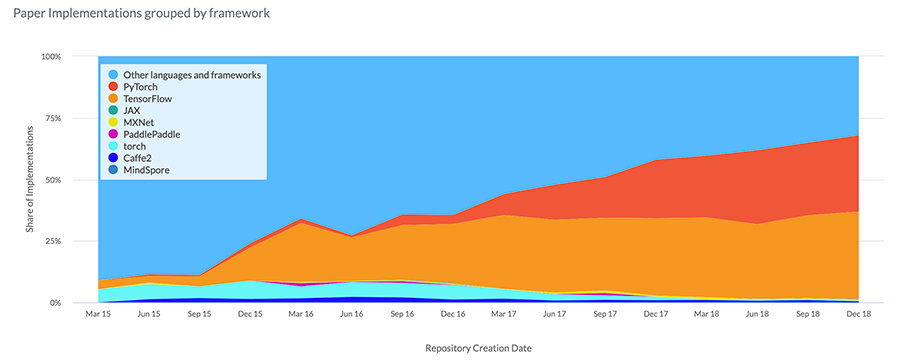 Paper Implementations grouped by framework
100%
Other languages and frameworks
PyTorch
TensorFlow
JAX
MXNet
PaddlePaddle
torch
Caffe2
MindSpore
75%
50%
25%
0%
Share of Implementations
Mar 15 Jun 15 Sep 15 Dec 15 Mar 16 Jun 16 Sep 16 Dec 16 Mar 17 Jun 17 Sep 17 Dec 17 Mar 18 Jun 18 Sep 18 Dec 18
Repository Creation Date